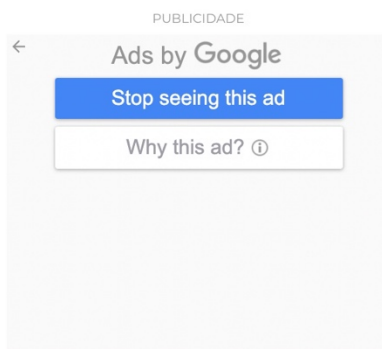 PUBLICIDADE
Ads by Google
Stop seeing this ad
Why this ad?